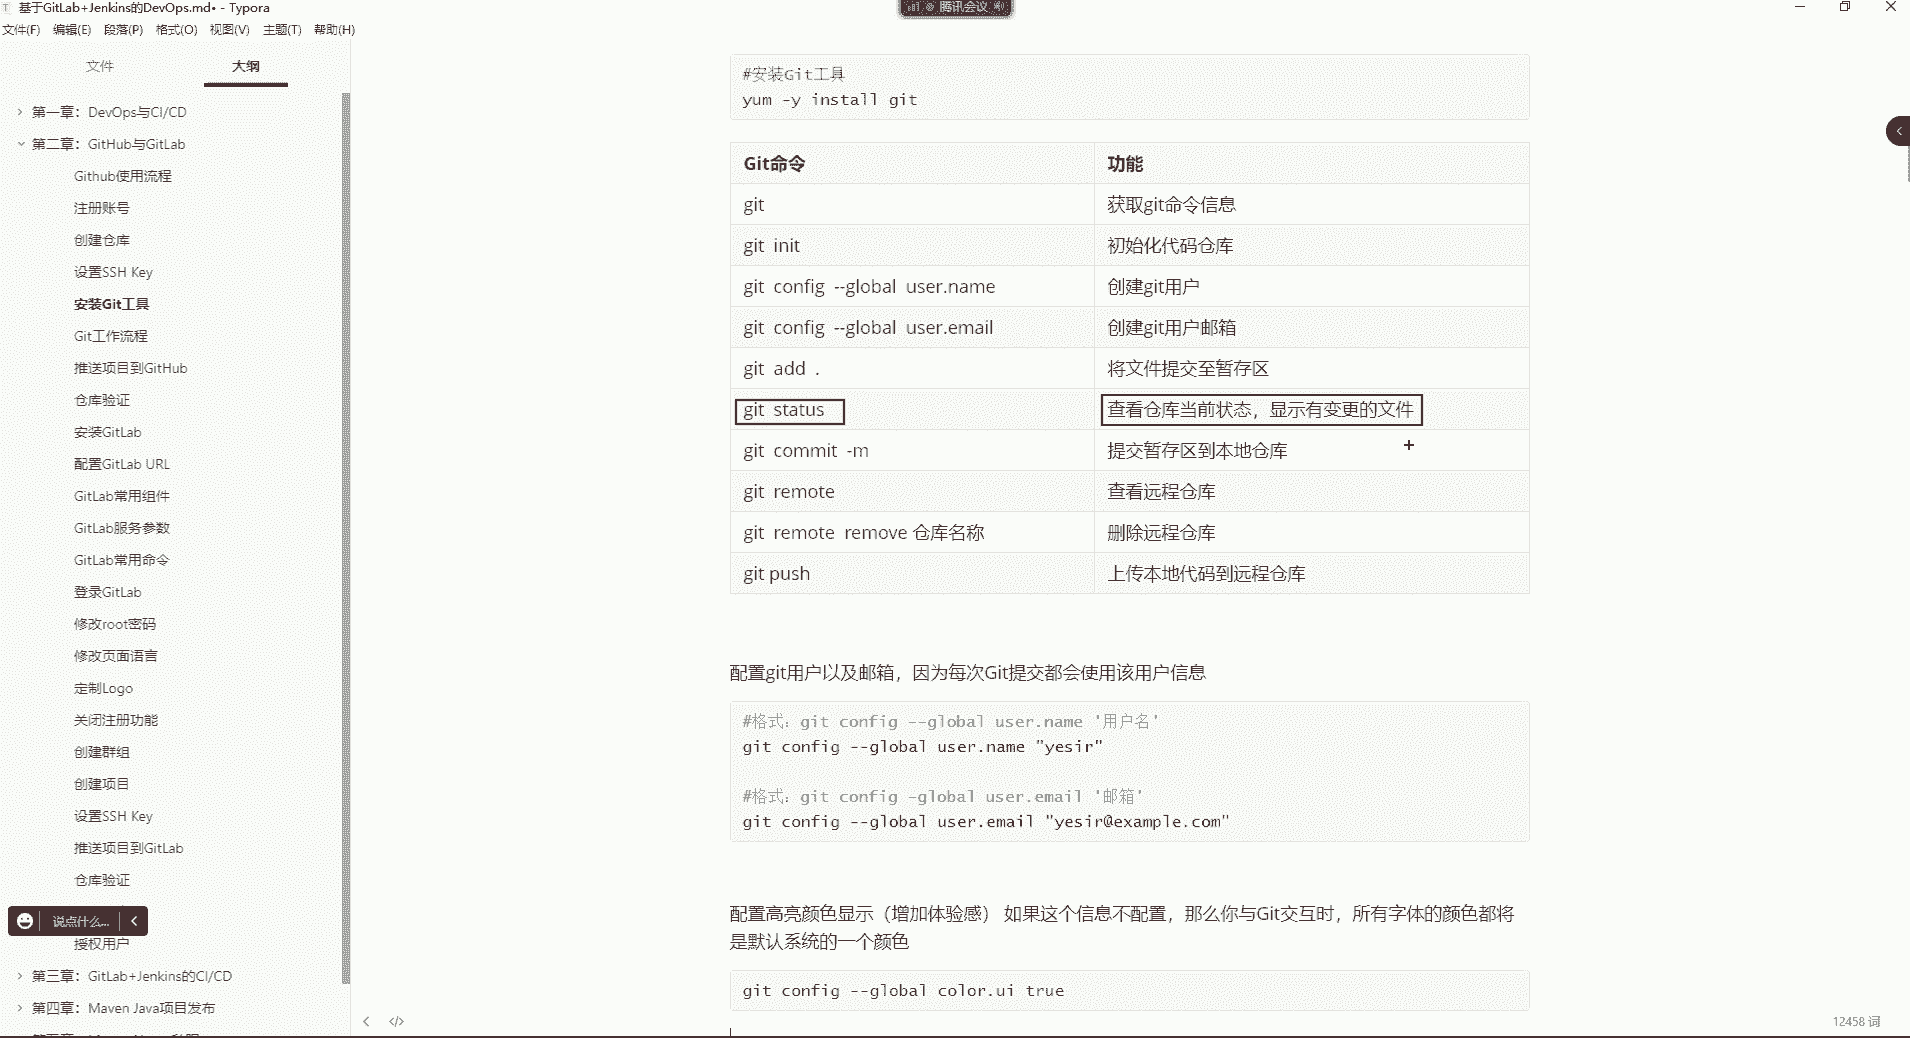 基于GitLab+Jenkins的DevOps.md• - Typora
腾讯会议
文件(F) 编辑(E) 段落(P) 格式(O) 视图(V) 主题(T) 帮助(H)
文件 大纲
第一章：DevOps与CI/CD
第二章：GitHub与GitLab
Github使用流程
注册账号
创建仓库
设置SSH Key
安装Git工具
Git工作流程
推送项目到GitHub
仓库验证
安装GitLab
配置GitLab URL
GitLab常用组件
GitLab服务参数
GitLab常用命令
登录GitLab
修改root密码
修改页面语言
定制Logo
关闭注册功能
创建群组
创建项目
设置SSH Key
推送项目到GitLab
仓库验证
说点什么...
授权用户
第三章：GitLab+Jenkins的CI/CD
第四章：Maven Java项目发布
#安装Git工具
yum -y install git
Git命令 功能
git 获取git命令信息
git init 初始化代码仓库
git config --global user.name 创建git用户
git config --global user.email 创建git用户邮箱
git add . 将文件提交至暂存区
git status 查看仓库当前状态，显示有变更的文件
git commit -m 提交暂存区到本地仓库
git remote 查看远程仓库
git remote remove 仓库名称 删除远程仓库
git push 上传本地代码到远程仓库
配置git用户以及邮箱，因为每次Git提交都会使用该用户信息
#格式：git config --global user.name '用户名'
git config --global user.name "yesir"
#格式：git config -global user.email '邮箱'
git config --global user.email "yesir@example.com"
配置高亮颜色显示（增加体验感） 如果这个信息不配置，那么你与Git交互时，所有字体的颜色都将
是默认系统的一个颜色
git config --global color.ui true
12458 词